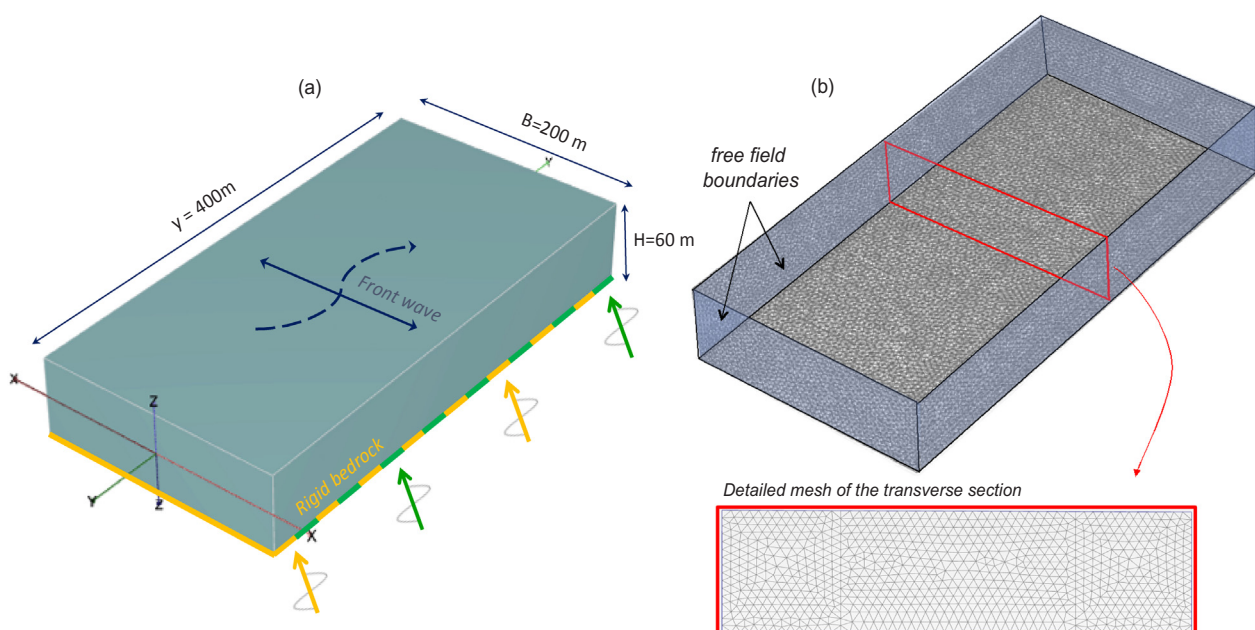 (a)
B=200 m
y = 400m
Y
H=60 m
Front wave
X
Z
Rigid bedrock
Y
Z
X
(b)
free field
boundaries
Detailed mesh of the transverse section